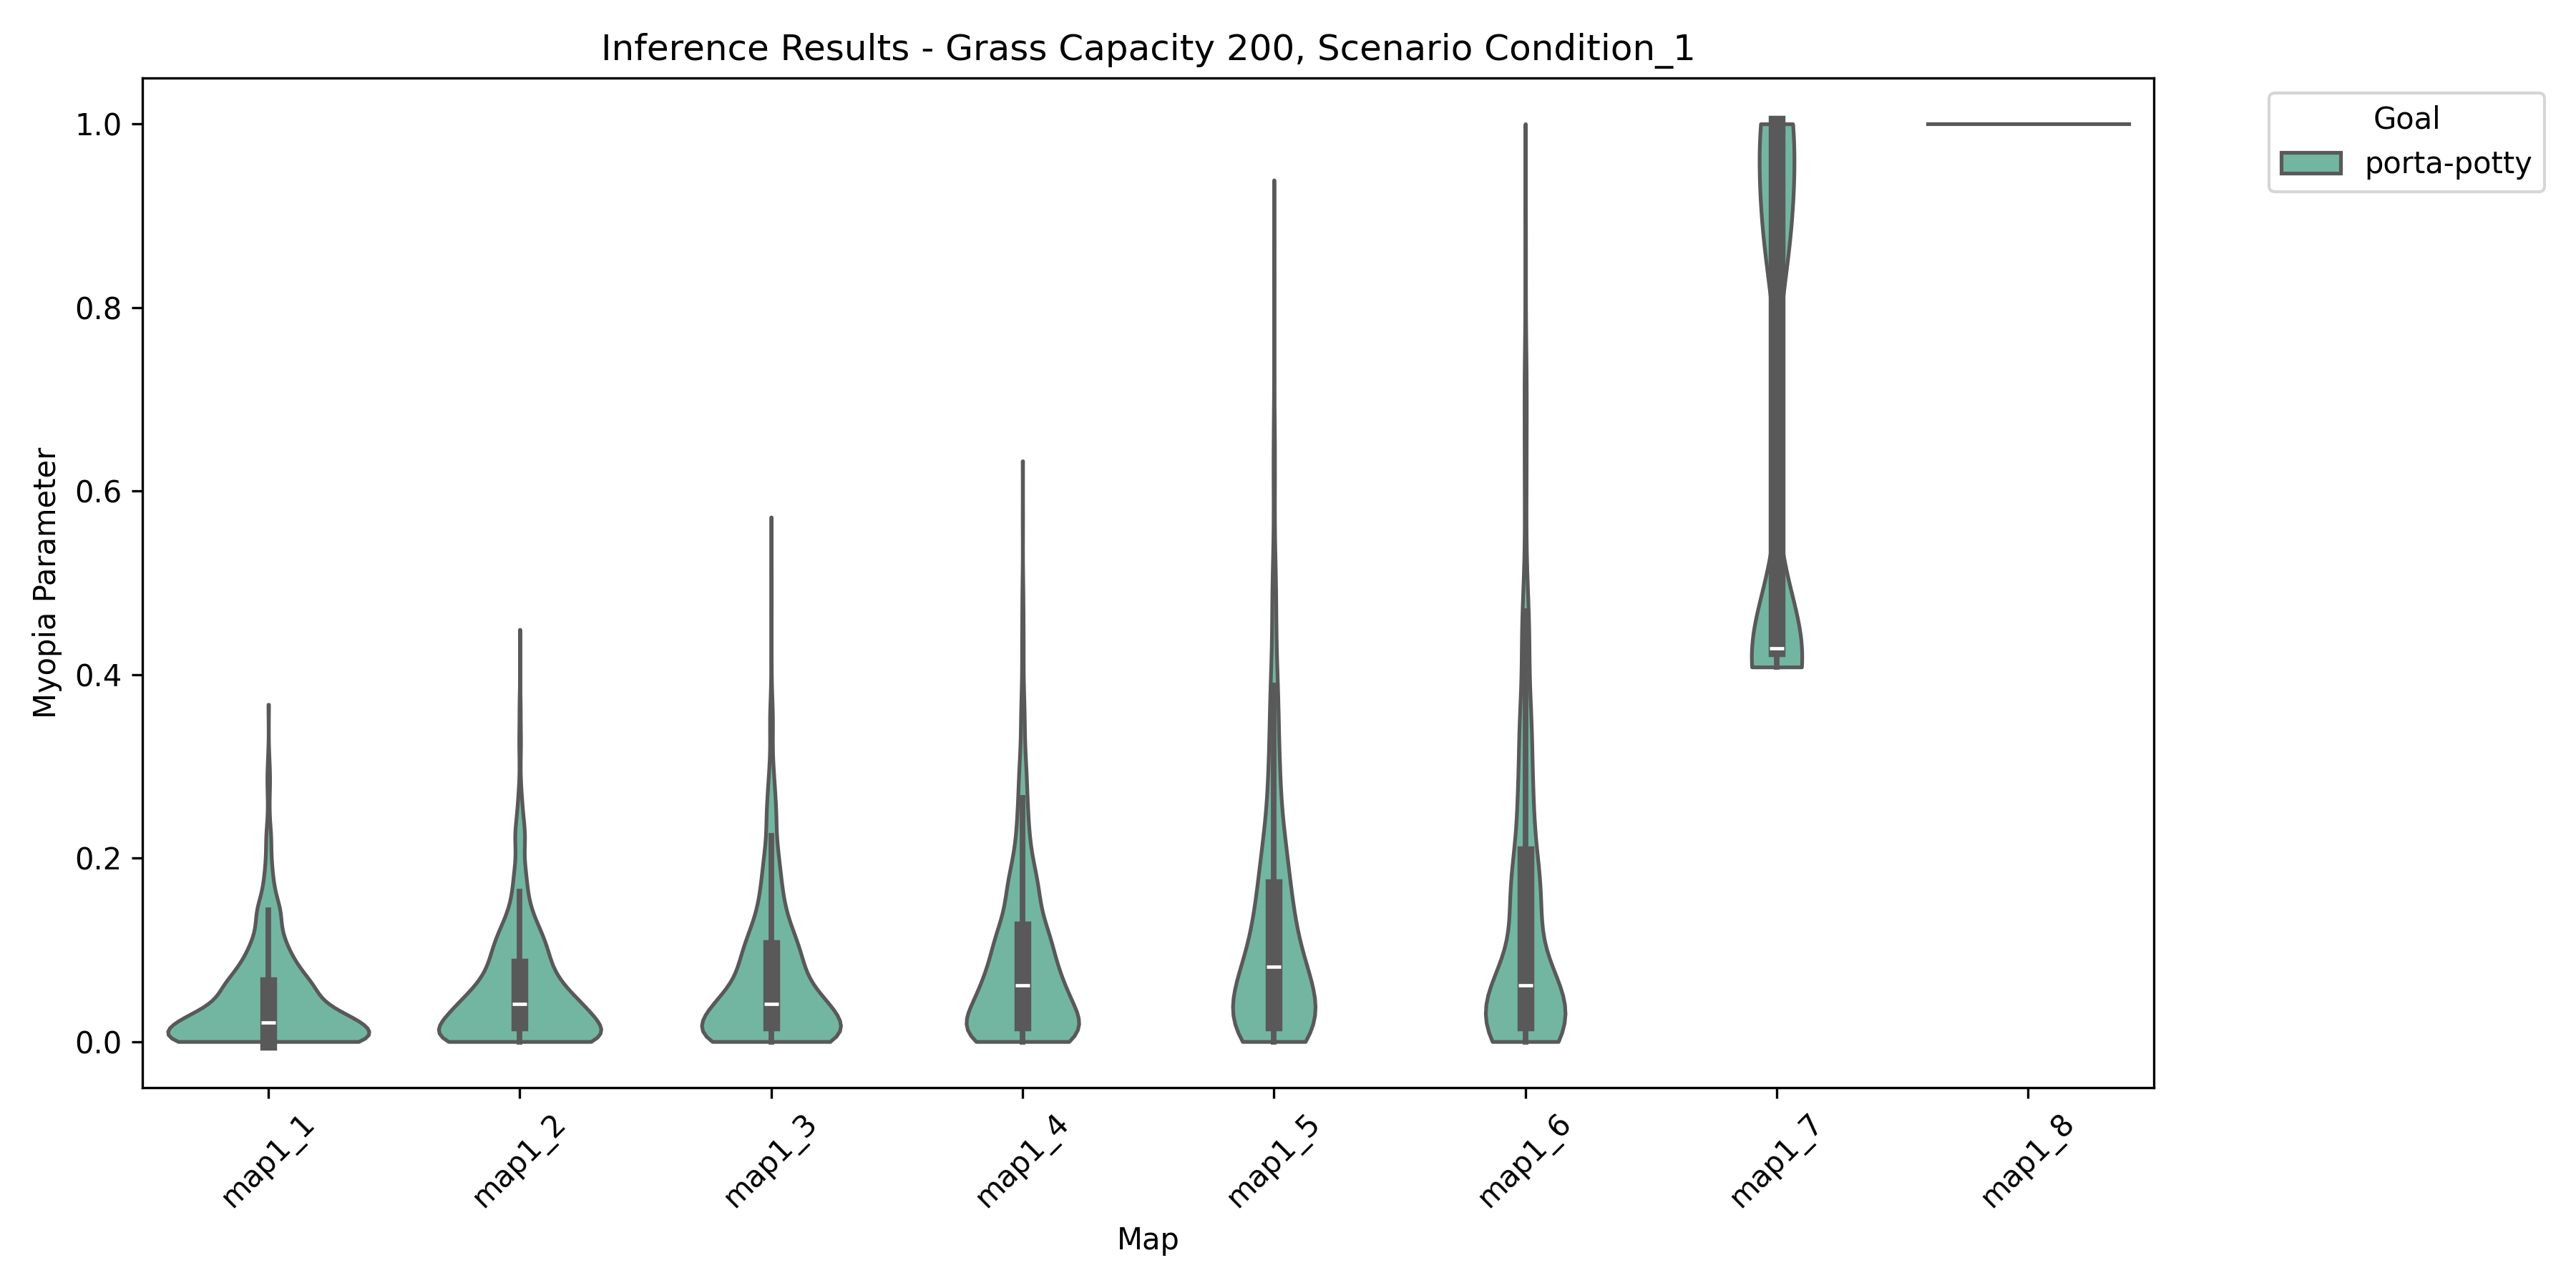 Inference Results - Grass Capacity 200, Scenario Condition_1
Goal
porta-potty
Myopia Parameter
1.0
0.8
0.6
0.4
0.2
0.0
map1_1
map1_2
map1_3
map1_4
map1_5
map1_6
map1_7
map1_8
Map